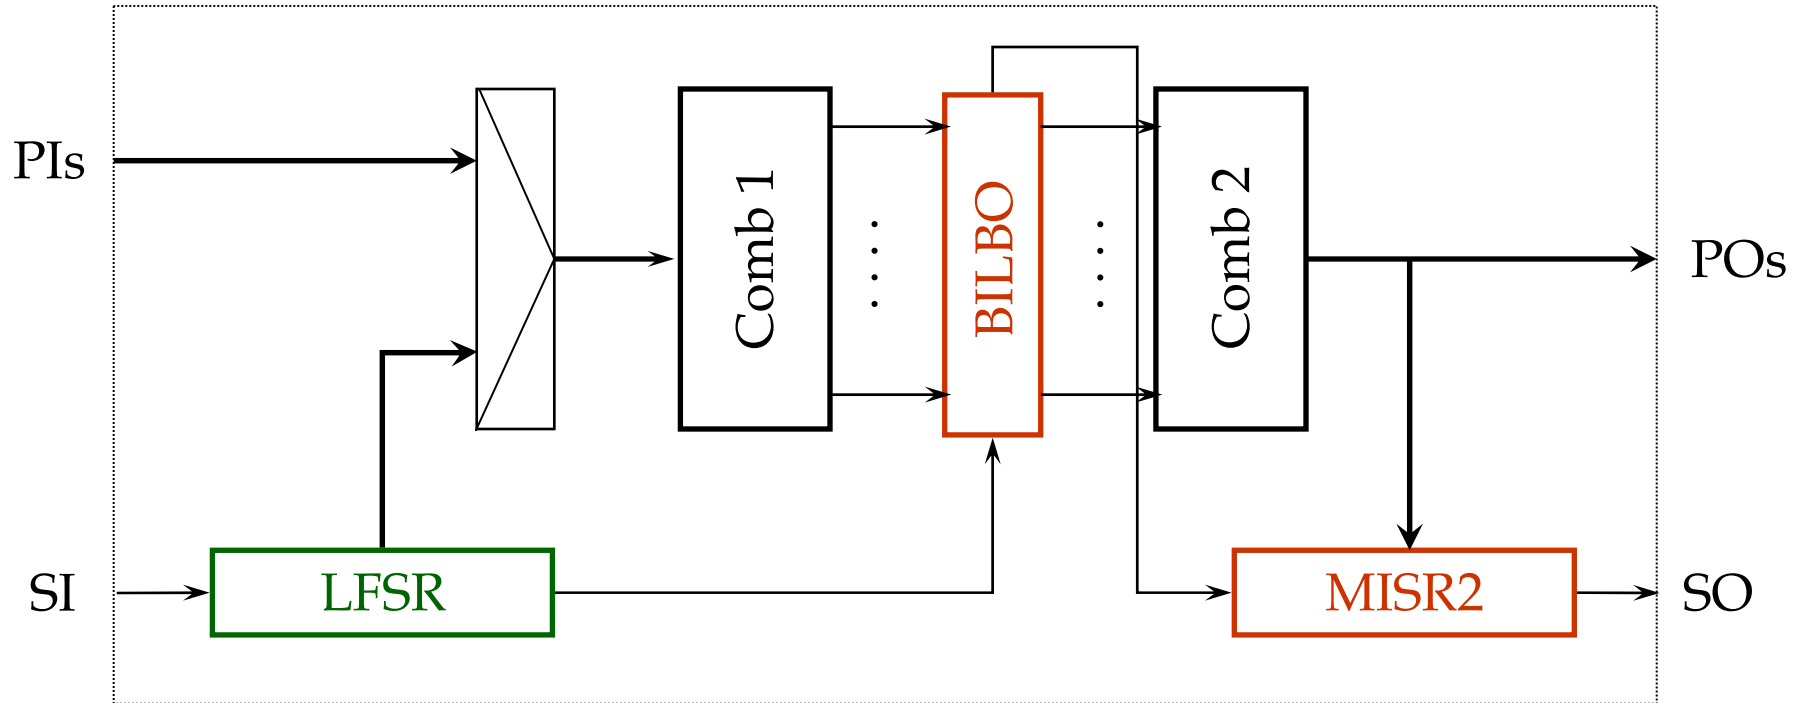 PIs
Comb 1
BILBO
Comb 2
POs
SI
LFSR
MISR2
SO